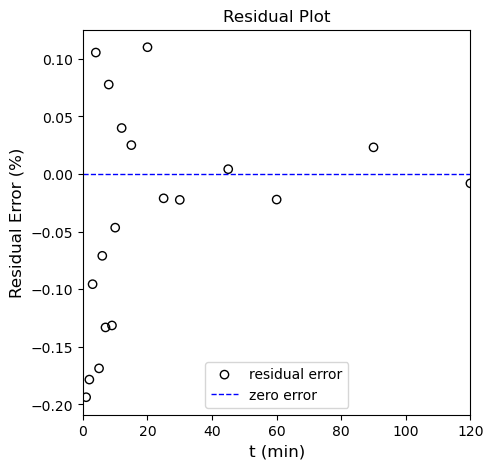 Residual Plot
Residual Error (%)
0.10
0.05
0.00
−0.05
−0.10
−0.15
−0.20
residual error
zero error
0 20 40 60 80 100 120
t (min)